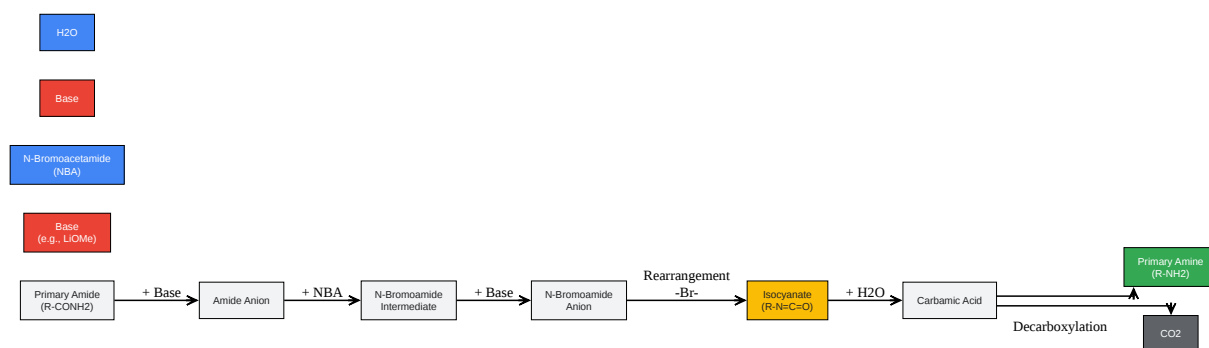 H2O
Base
N-Bromoacetamide
(NBA)
Base
(e.g., LiOMe)
Primary Amide
(R-CONH2)
+ Base
Amide Anion
+ NBA
N-Bromoamide
Intermediate
+ Base
N-Bromoamide
Anion
Rearrangement
-Br-
Isocyanate
(R-N=C=O)
+ H2O
Carbamic Acid
Decarboxylation
Primary Amine
(R-NH2)
CO2